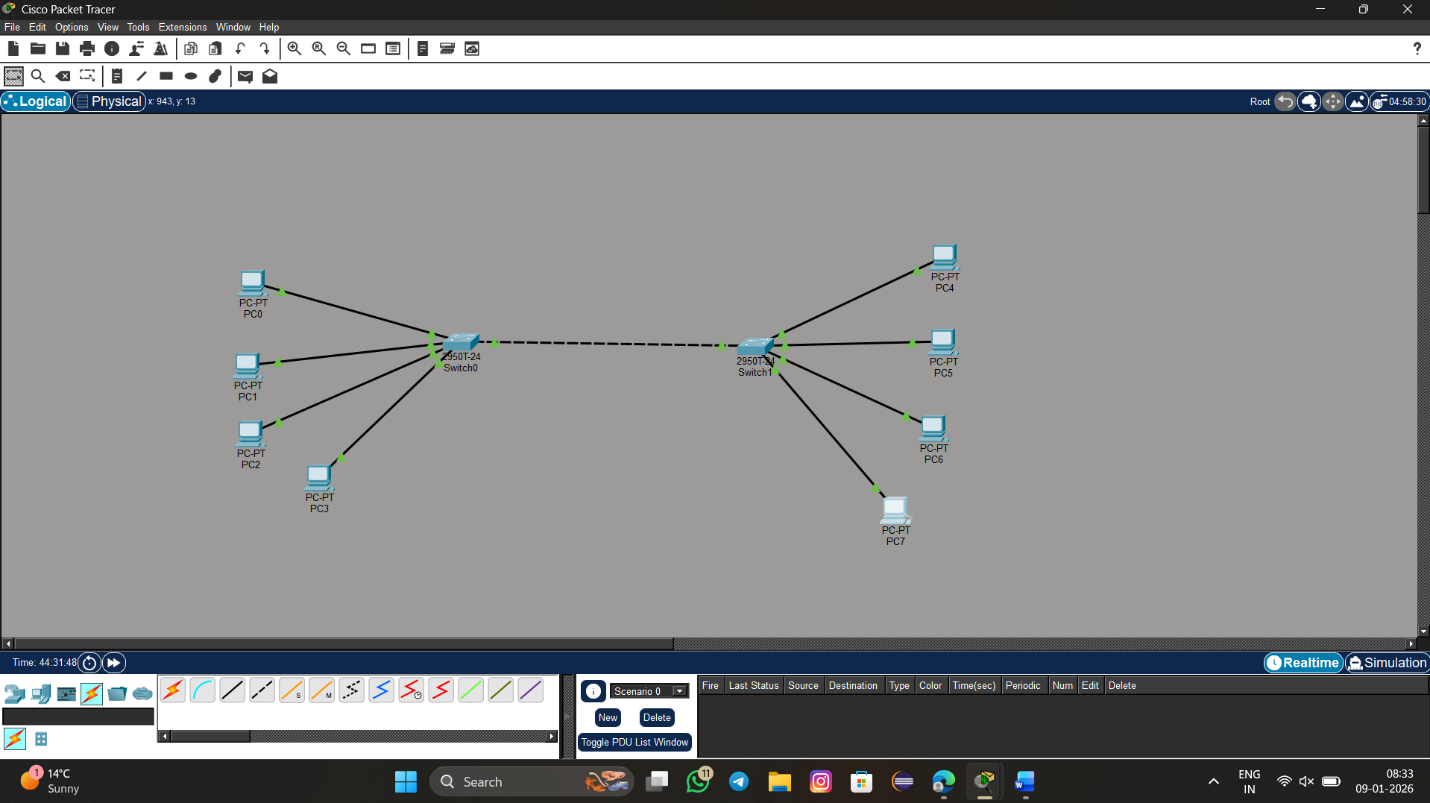 Cisco Packet Tracer
File Edit Options View Tools Extensions Window Help
?
Logical Physical x: 943, y: 13 Root 04:58:30
PC-PT
PC4
PC-PT
PC0
2950T-24
Switch0
2950T-24
Switch1
PC-PT
PC5
PC-PT
PC1
PC-PT
PC2
PC-PT
PC6
PC-PT
PC3
PC-PT
PC7
Time: 44:31:48 Realtime Simulation
S M
Scenario 0
New Delete
Toggle PDU List Window
Fire Last Status Source Destination Type Color Time(sec) Periodic Num Edit Delete
1 14°C
Sunny
Search
11
ENG
IN
08:33
09-01-2026